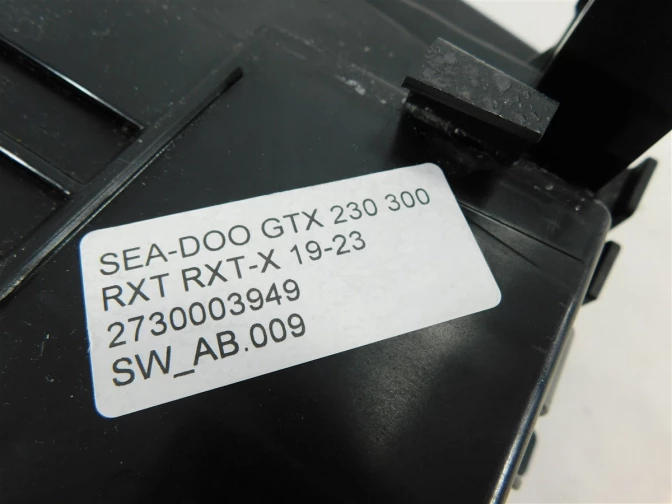 SEA-DOO GTX 230 300
RXT RXT-X 19-23
2730003949
SW_AB.009